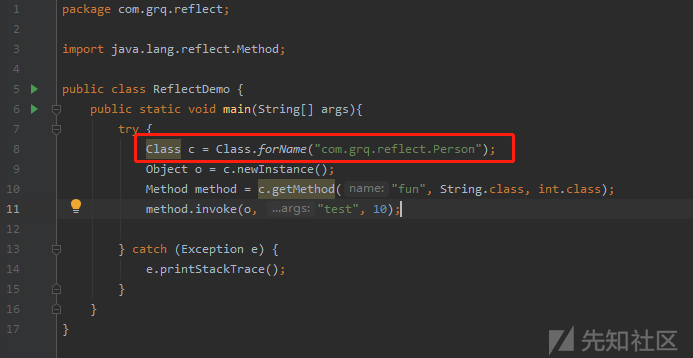 1 package com.grq.reflect;
2
3 import java.lang.reflect.Method;
4
5 public class ReflectDemo {
6 public static void main(String[] args){
7 try {
8 Class c = Class.forName("com.grq.reflect.Person");
9 Object o = c.newInstance();
10 Method method = c.getMethod( name: "fun", String.class, int.class);
11 method.invoke(o, ...args: "test", 10);
12
13 } catch (Exception e) {
14 e.printStackTrace();
15 }
16 }
17 }
先知社区